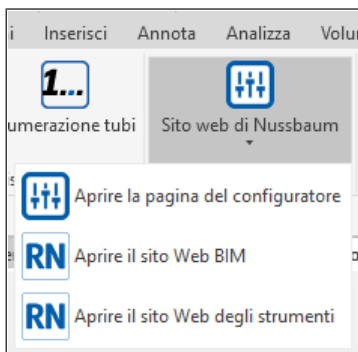 i Inserisci Annota Analizza Volu
1...
umerazione tubi Sito web di Nussbaum
Aprire la pagina del configuratore
RN Aprire il sito Web BIM
RN Aprire il sito Web degli strumenti